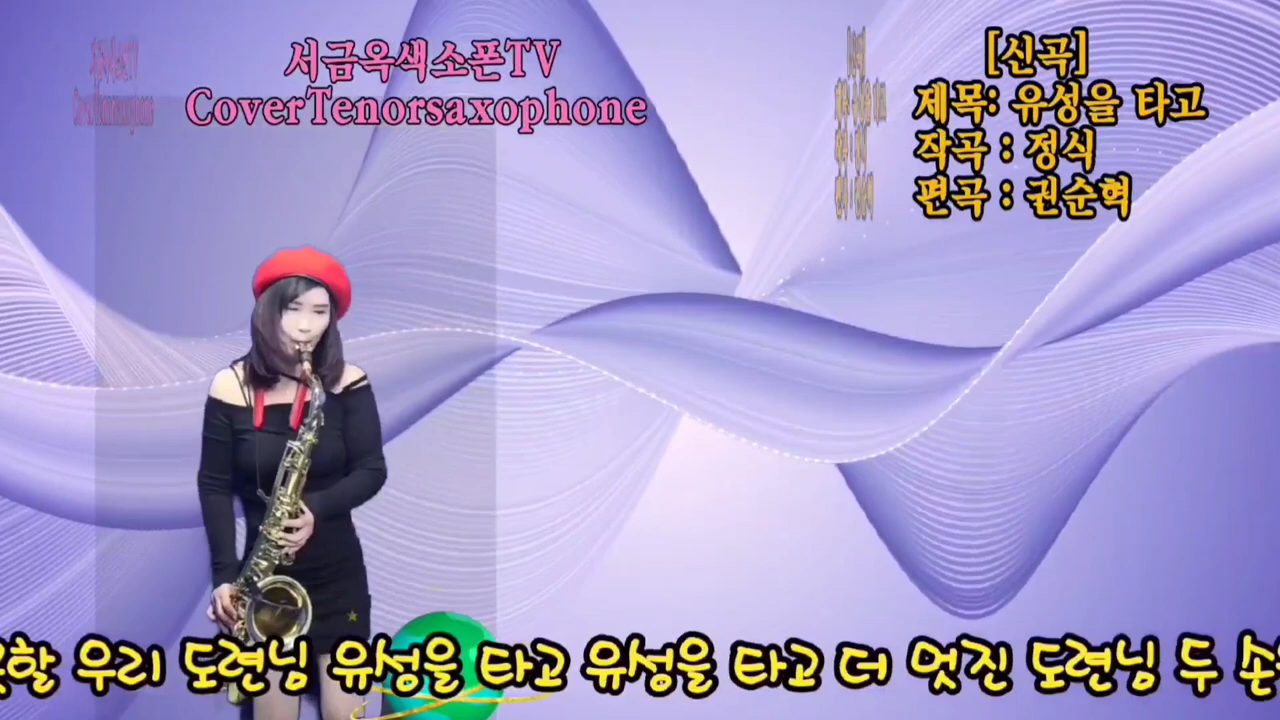 서금옥색소폰TV
CoverTenorsaxophone
[신곡]
제목: 유성을 타고
작곡 : 정식
편곡 : 권순혁
할 우리 도련님 유성을 타고 유성을 타고 더 멋진 도련님 두 손